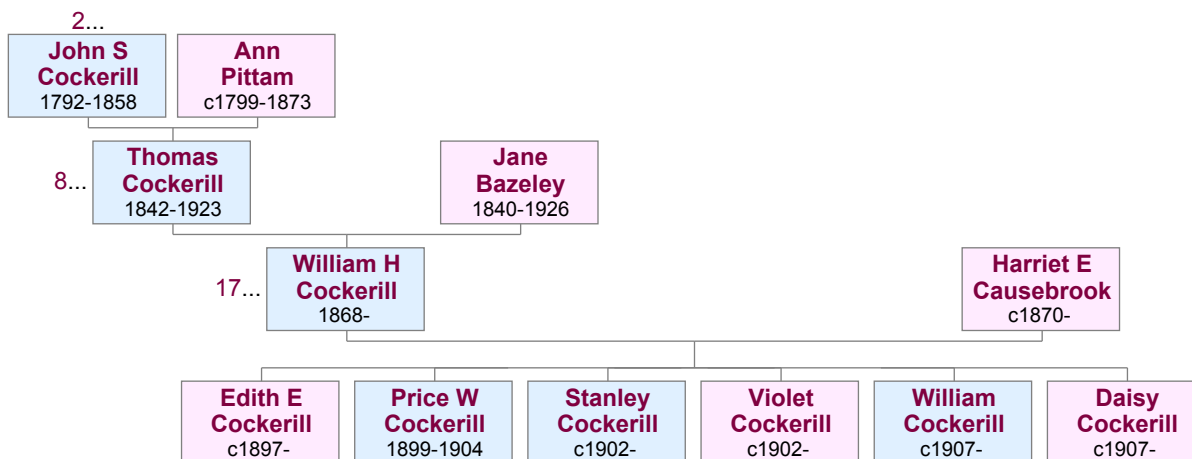 2...
John S
Cockerill
1792-1858
Ann
Pittam
c1799-1873
8...
Thomas
Cockerill
1842-1923
Jane
Bazeley
1840-1926
17...
William H
Cockerill
1868-
Harriet E
Causebrook
c1870-
Edith E
Cockerill
c1897-
Price W
Cockerill
1899-1904
Stanley
Cockerill
c1902-
Violet
Cockerill
c1902-
William
Cockerill
c1907-
Daisy
Cockerill
c1907-